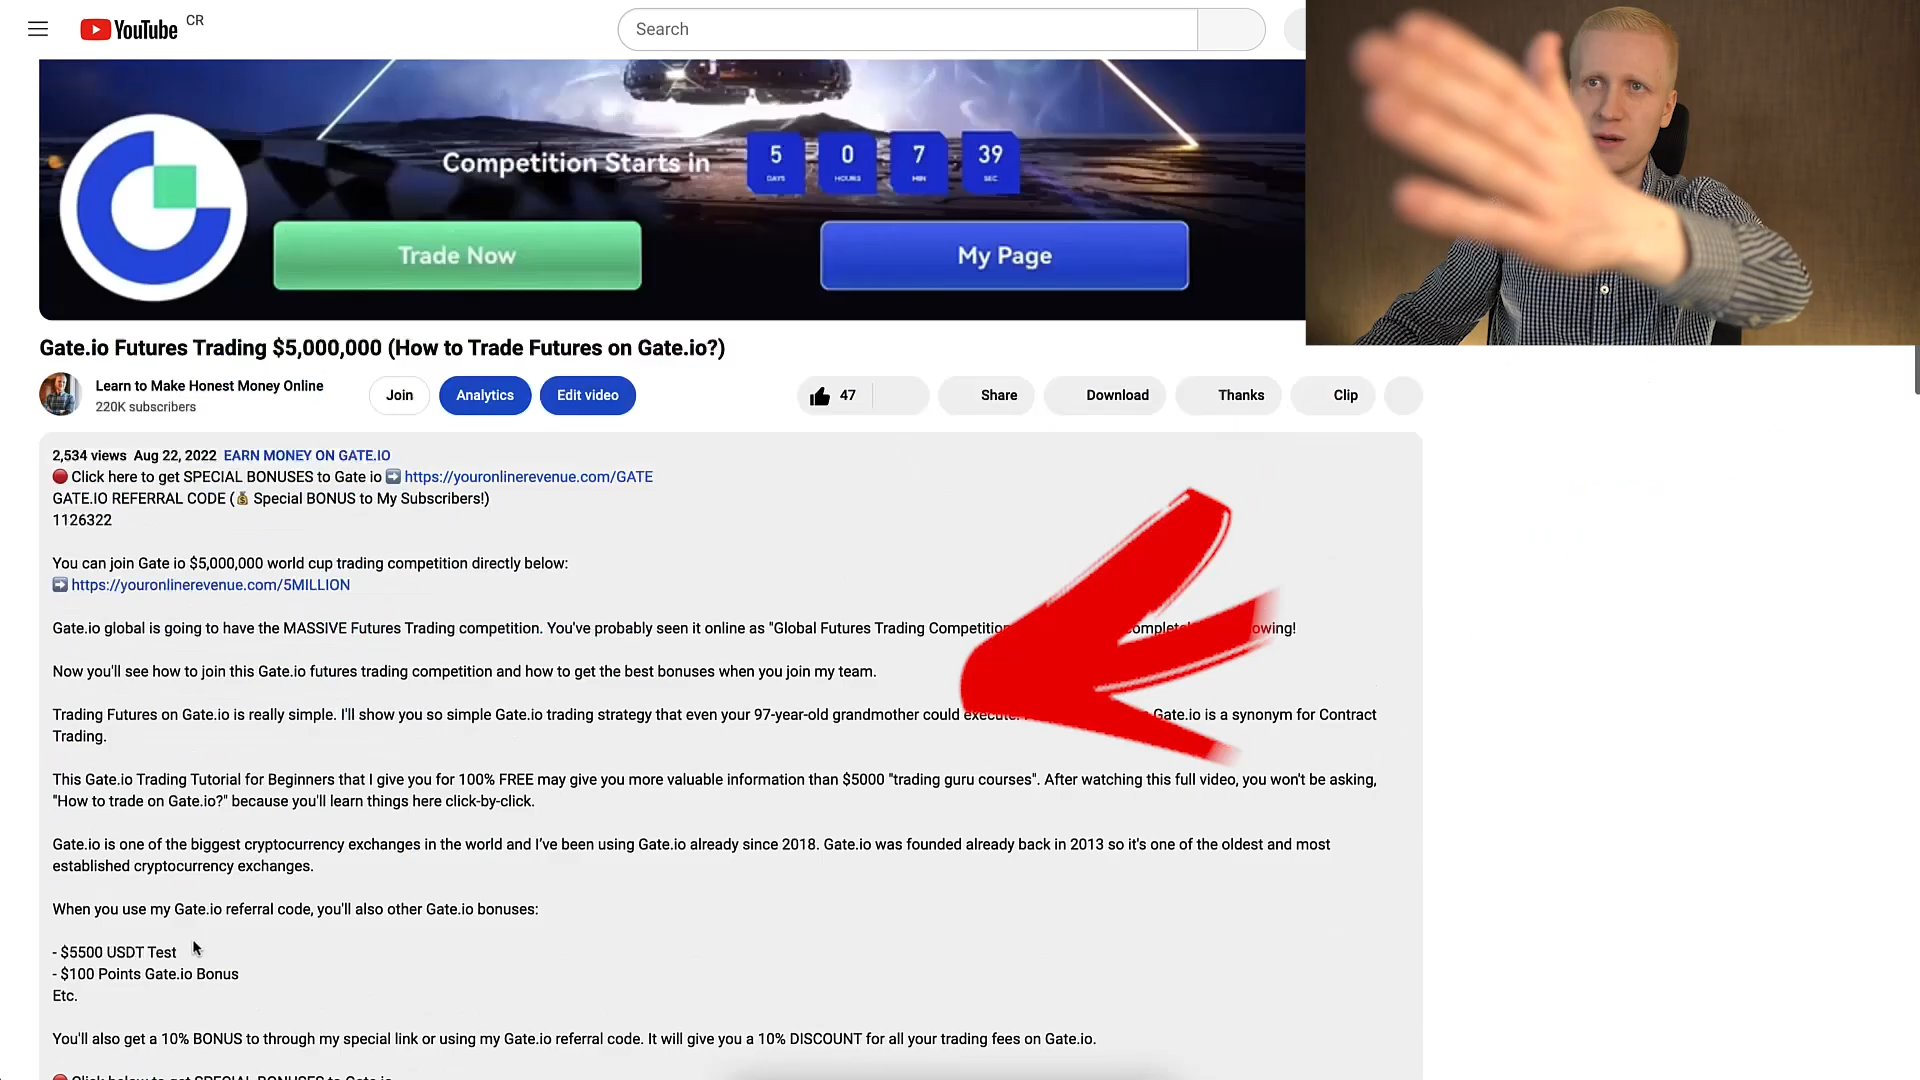 YouTube CR
Search
Competition Starts in
5 0 7 39
DAYS HOURS MIN SEC
Trade Now
My Page
Gate.io Futures Trading $5,000,000 (How to Trade Futures on Gate.io?)
Learn to Make Honest Money Online
220K subscribers
Join
Analytics
Edit video
47
Share
Download
Thanks
Clip
2,534 views Aug 22, 2022 EARN MONEY ON GATE.IO
Click here to get SPECIAL BONUSES to Gate io ➡ https://youronlinerevenue.com/GATE
GATE.IO REFERRAL CODE (💰 Special BONUS to My Subscribers!)
1126322
You can join Gate io $5,000,000 world cup trading competition directly below:
➡ https://youronlinerevenue.com/5MILLION
Gate.io global is going to have the MASSIVE Futures Trading competition. You've probably seen it online as "Global Futures Trading Competition
Now you'll see how to join this Gate.io futures trading competition and how to get the best bonuses when you join my team.
Trading Futures on Gate.io is really simple. I'll show you so simple Gate.io trading strategy that even your 97-year-old grandmother could execute. Gate.io is a synonym for Contract
Trading.
This Gate.io Trading Tutorial for Beginners that I give you for 100% FREE may give you more valuable information than $5000 "trading guru courses". After watching this full video, you won't be asking,
"How to trade on Gate.io?" because you'll learn things here click-by-click.
Gate.io is one of the biggest cryptocurrency exchanges in the world and I've been using Gate.io already since 2018. Gate.io was founded already back in 2013 so it's one of the oldest and most
established cryptocurrency exchanges.
When you use my Gate.io referral code, you'll also other Gate.io bonuses:
- $5500 USDT Test
- $100 Points Gate.io Bonus
Etc.
You'll also get a 10% BONUS to through my special link or using my Gate.io referral code. It will give you a 10% DISCOUNT for all your trading fees on Gate.io.
Click below to get SPECIAL BONUSES to Gate.io